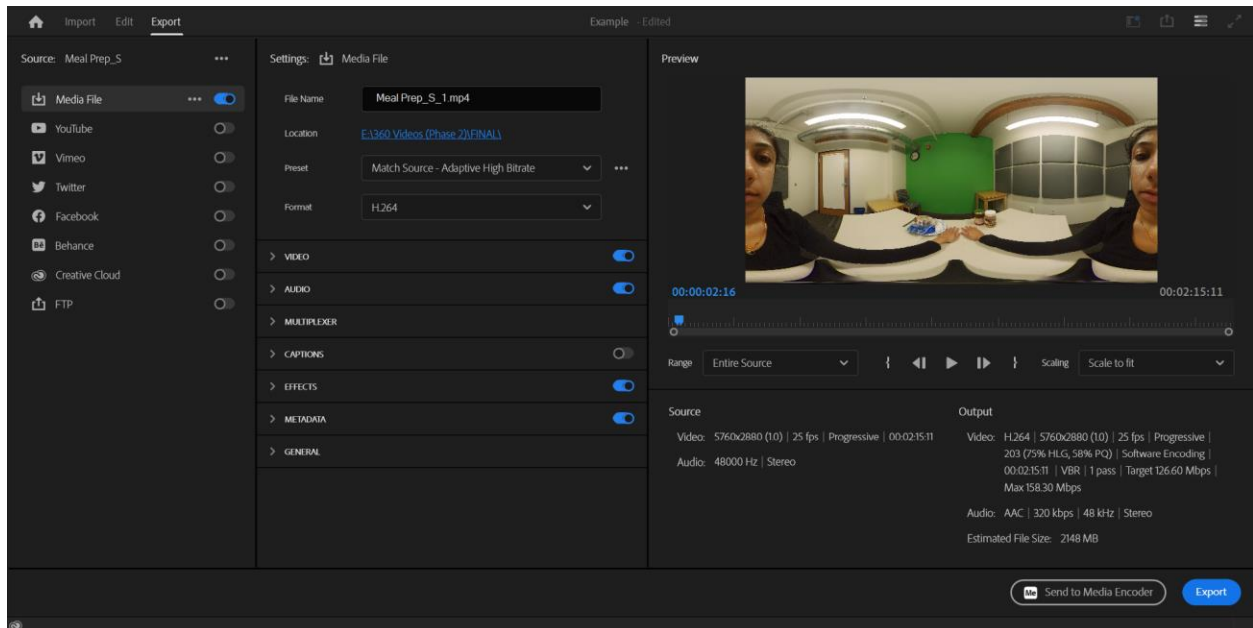 Import Edit Export Example - Edited
Source: Meal Prep_S •••
Media File •••
YouTube
Vimeo
Twitter
Facebook
Bē Behance
Creative Cloud
FTP
Settings: Media File
File Name Meal Prep_S_1.mp4
Location E:\360 Videos (Phase 2)\FINAL\
Preset Match Source - Adaptive High Bitrate •••
Format H.264
VIDEO
AUDIO
MULTIPLEXER
CAPTIONS
EFFECTS
METADATA
GENERAL
Preview
00:00:02:16 00:02:15:11
Range Entire Source Scaling Scale to fit
Source
Video: 5760x2880 (1.0) | 25 fps | Progressive | 00:02:15:11
Audio: 48000 Hz | Stereo
Output
Video: H.264 | 5760x2880 (1.0) | 25 fps | Progressive |
203 (75% HLG, 58% PQ) | Software Encoding |
00:02:15:11 | VBR | 1 pass | Target 126.60 Mbps |
Max 158.30 Mbps
Audio: AAC | 320 kbps | 48 kHz | Stereo
Estimated File Size: 2148 MB
Me Send to Media Encoder Export